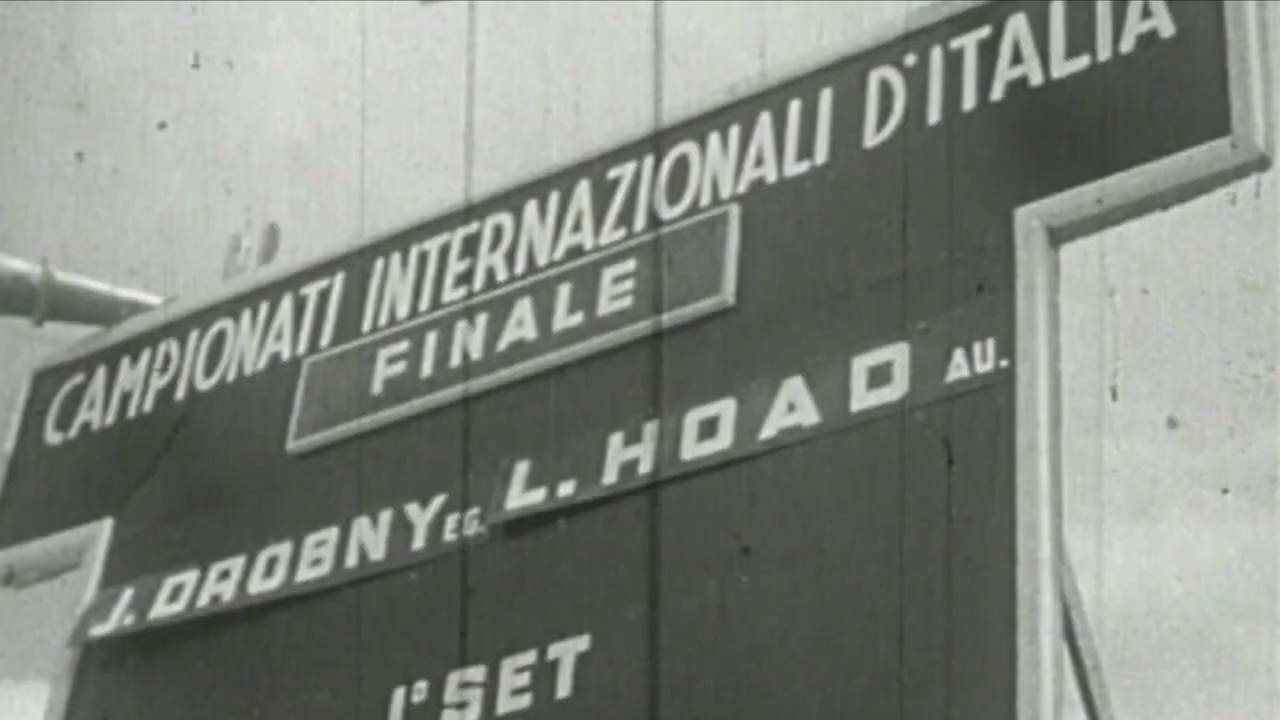 CAMPIONATI INTERNAZIONALI D'ITALIA
FINALE
J. DROBNY EG. L. HOAD AU.
1° SET